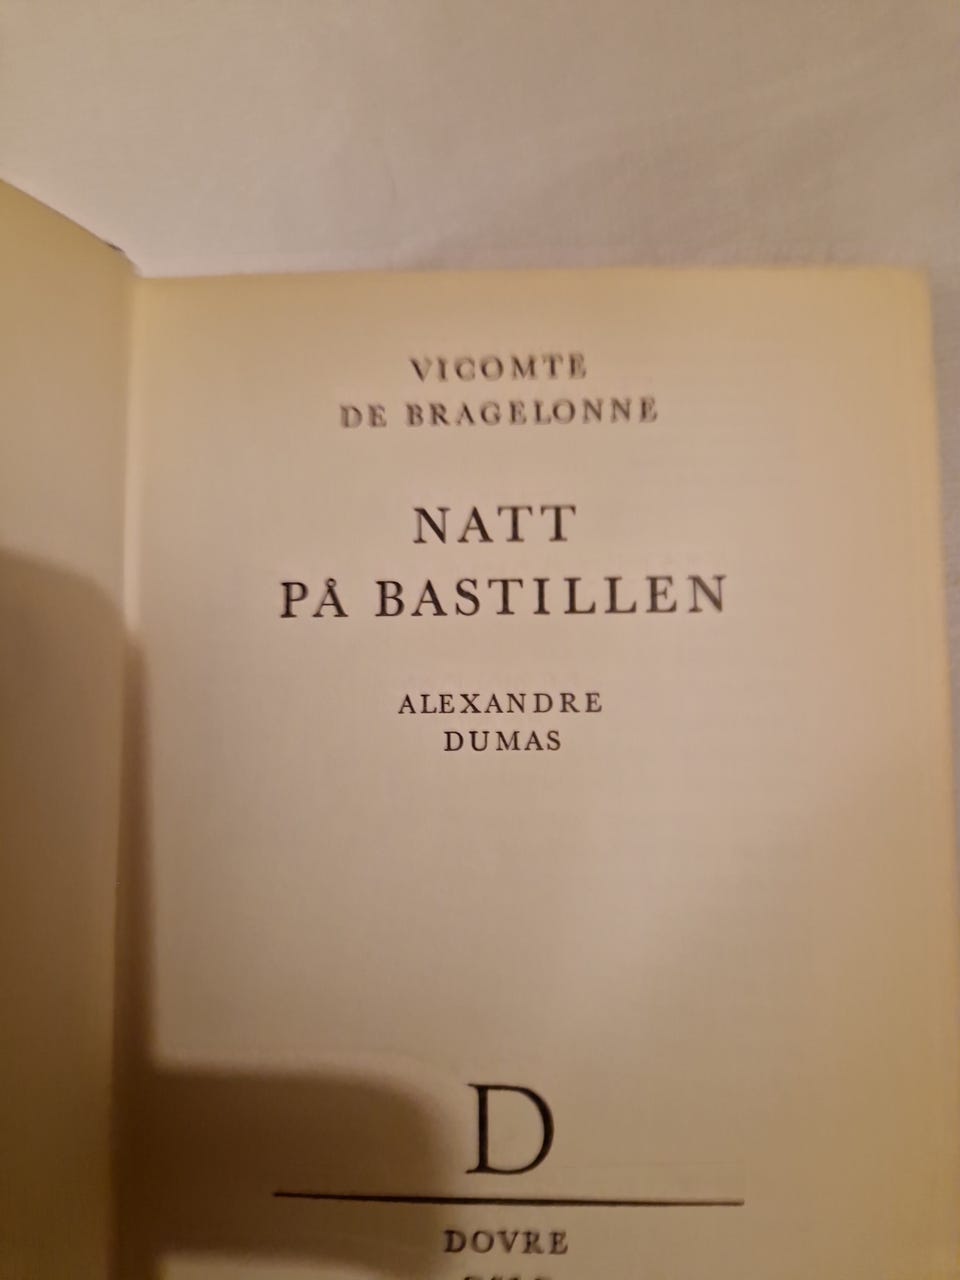 VICOMTE
DE BRAGELONNE
NATT
PÅ BASTILLEN
ALEXANDRE
DUMAS
D
DOVRE